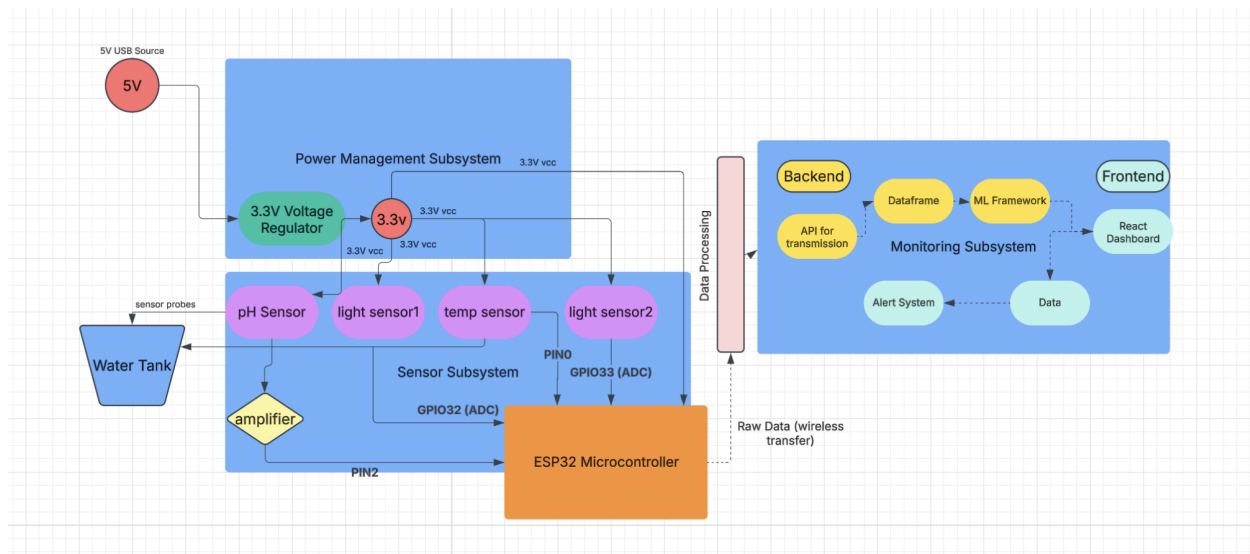 5V USB Source
5V
Power Management Subsystem
3.3V vcc
3.3V Voltage
Regulator
3.3v
3.3V vcc
3.3V vcc
3.3V vcc
sensor probes
Water Tank
pH Sensor
light sensor1
temp sensor
light sensor2
PIN0
Sensor Subsystem
GPIO33 (ADC)
GPIO32 (ADC)
amplifier
PIN2
ESP32 Microcontroller
Raw Data (wireless
transfer)
Data Processing
Backend
Frontend
Dataframe
ML Framework
API for
transmission
Monitoring Subsystem
React
Dashboard
Alert System
Data